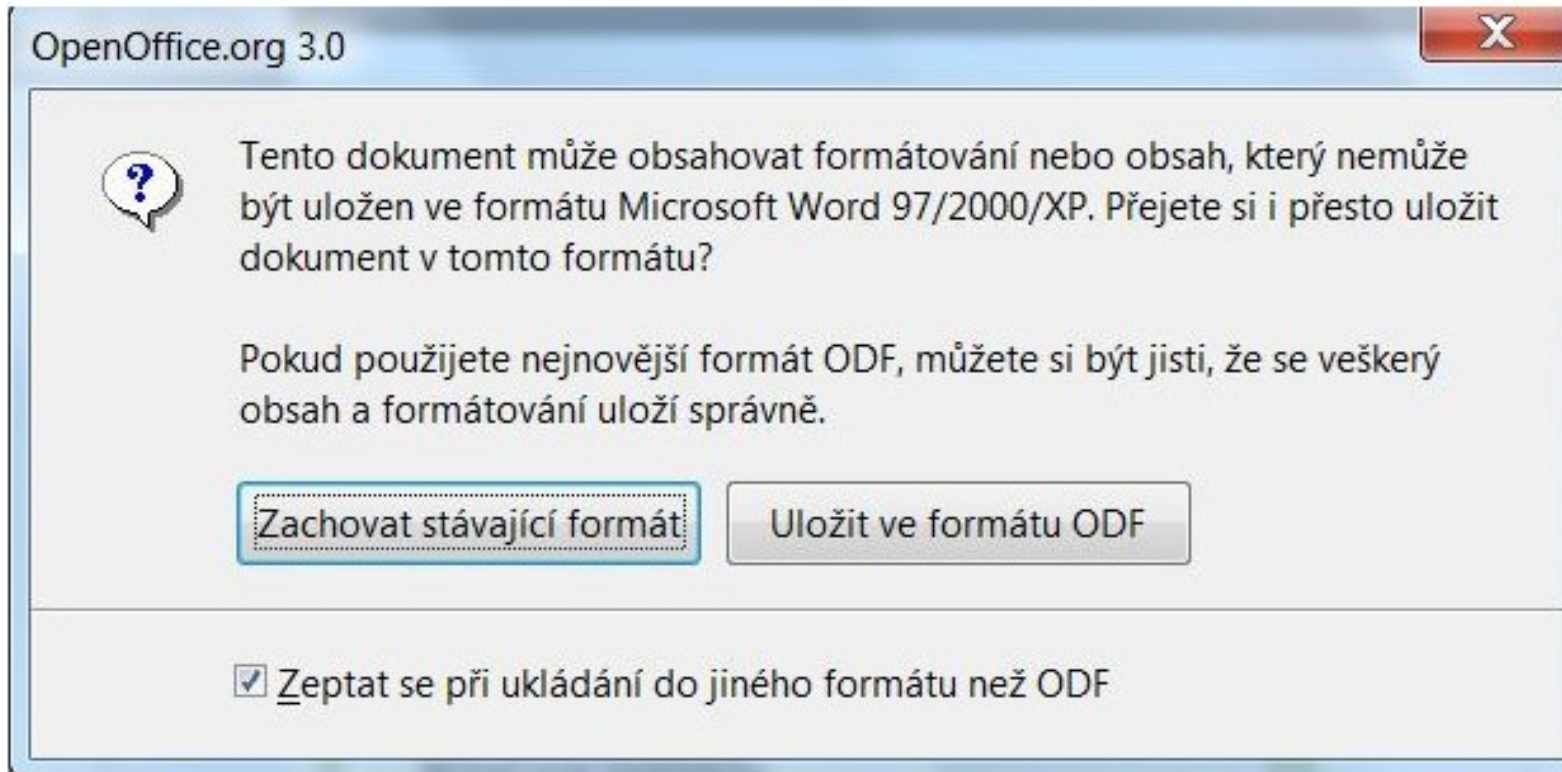 OpenOffice.org 3.0
Tento dokument může obsahovat formátování nebo obsah, který nemůže
být uložen ve formátu Microsoft Word 97/2000/XP. Přejete si i přesto uložit
dokument v tomto formátu?
Pokud použijete nejnovější formát ODF, můžete si být jisti, že se veškerý
obsah a formátování uloží správně.
Zachovat stávající formát
Uložit ve formátu ODF
Zeptat se při ukládání do jiného formátu než ODF